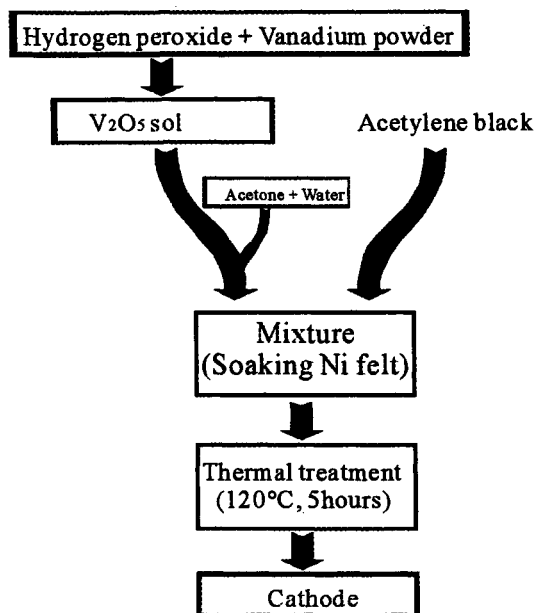 Hydrogen peroxide + Vanadium powder
V2O5 sol
Acetylene black
Acetone + Water
Mixture
(Soaking Ni felt)
Thermal treatment
(120°C, 5hours)
Cathode